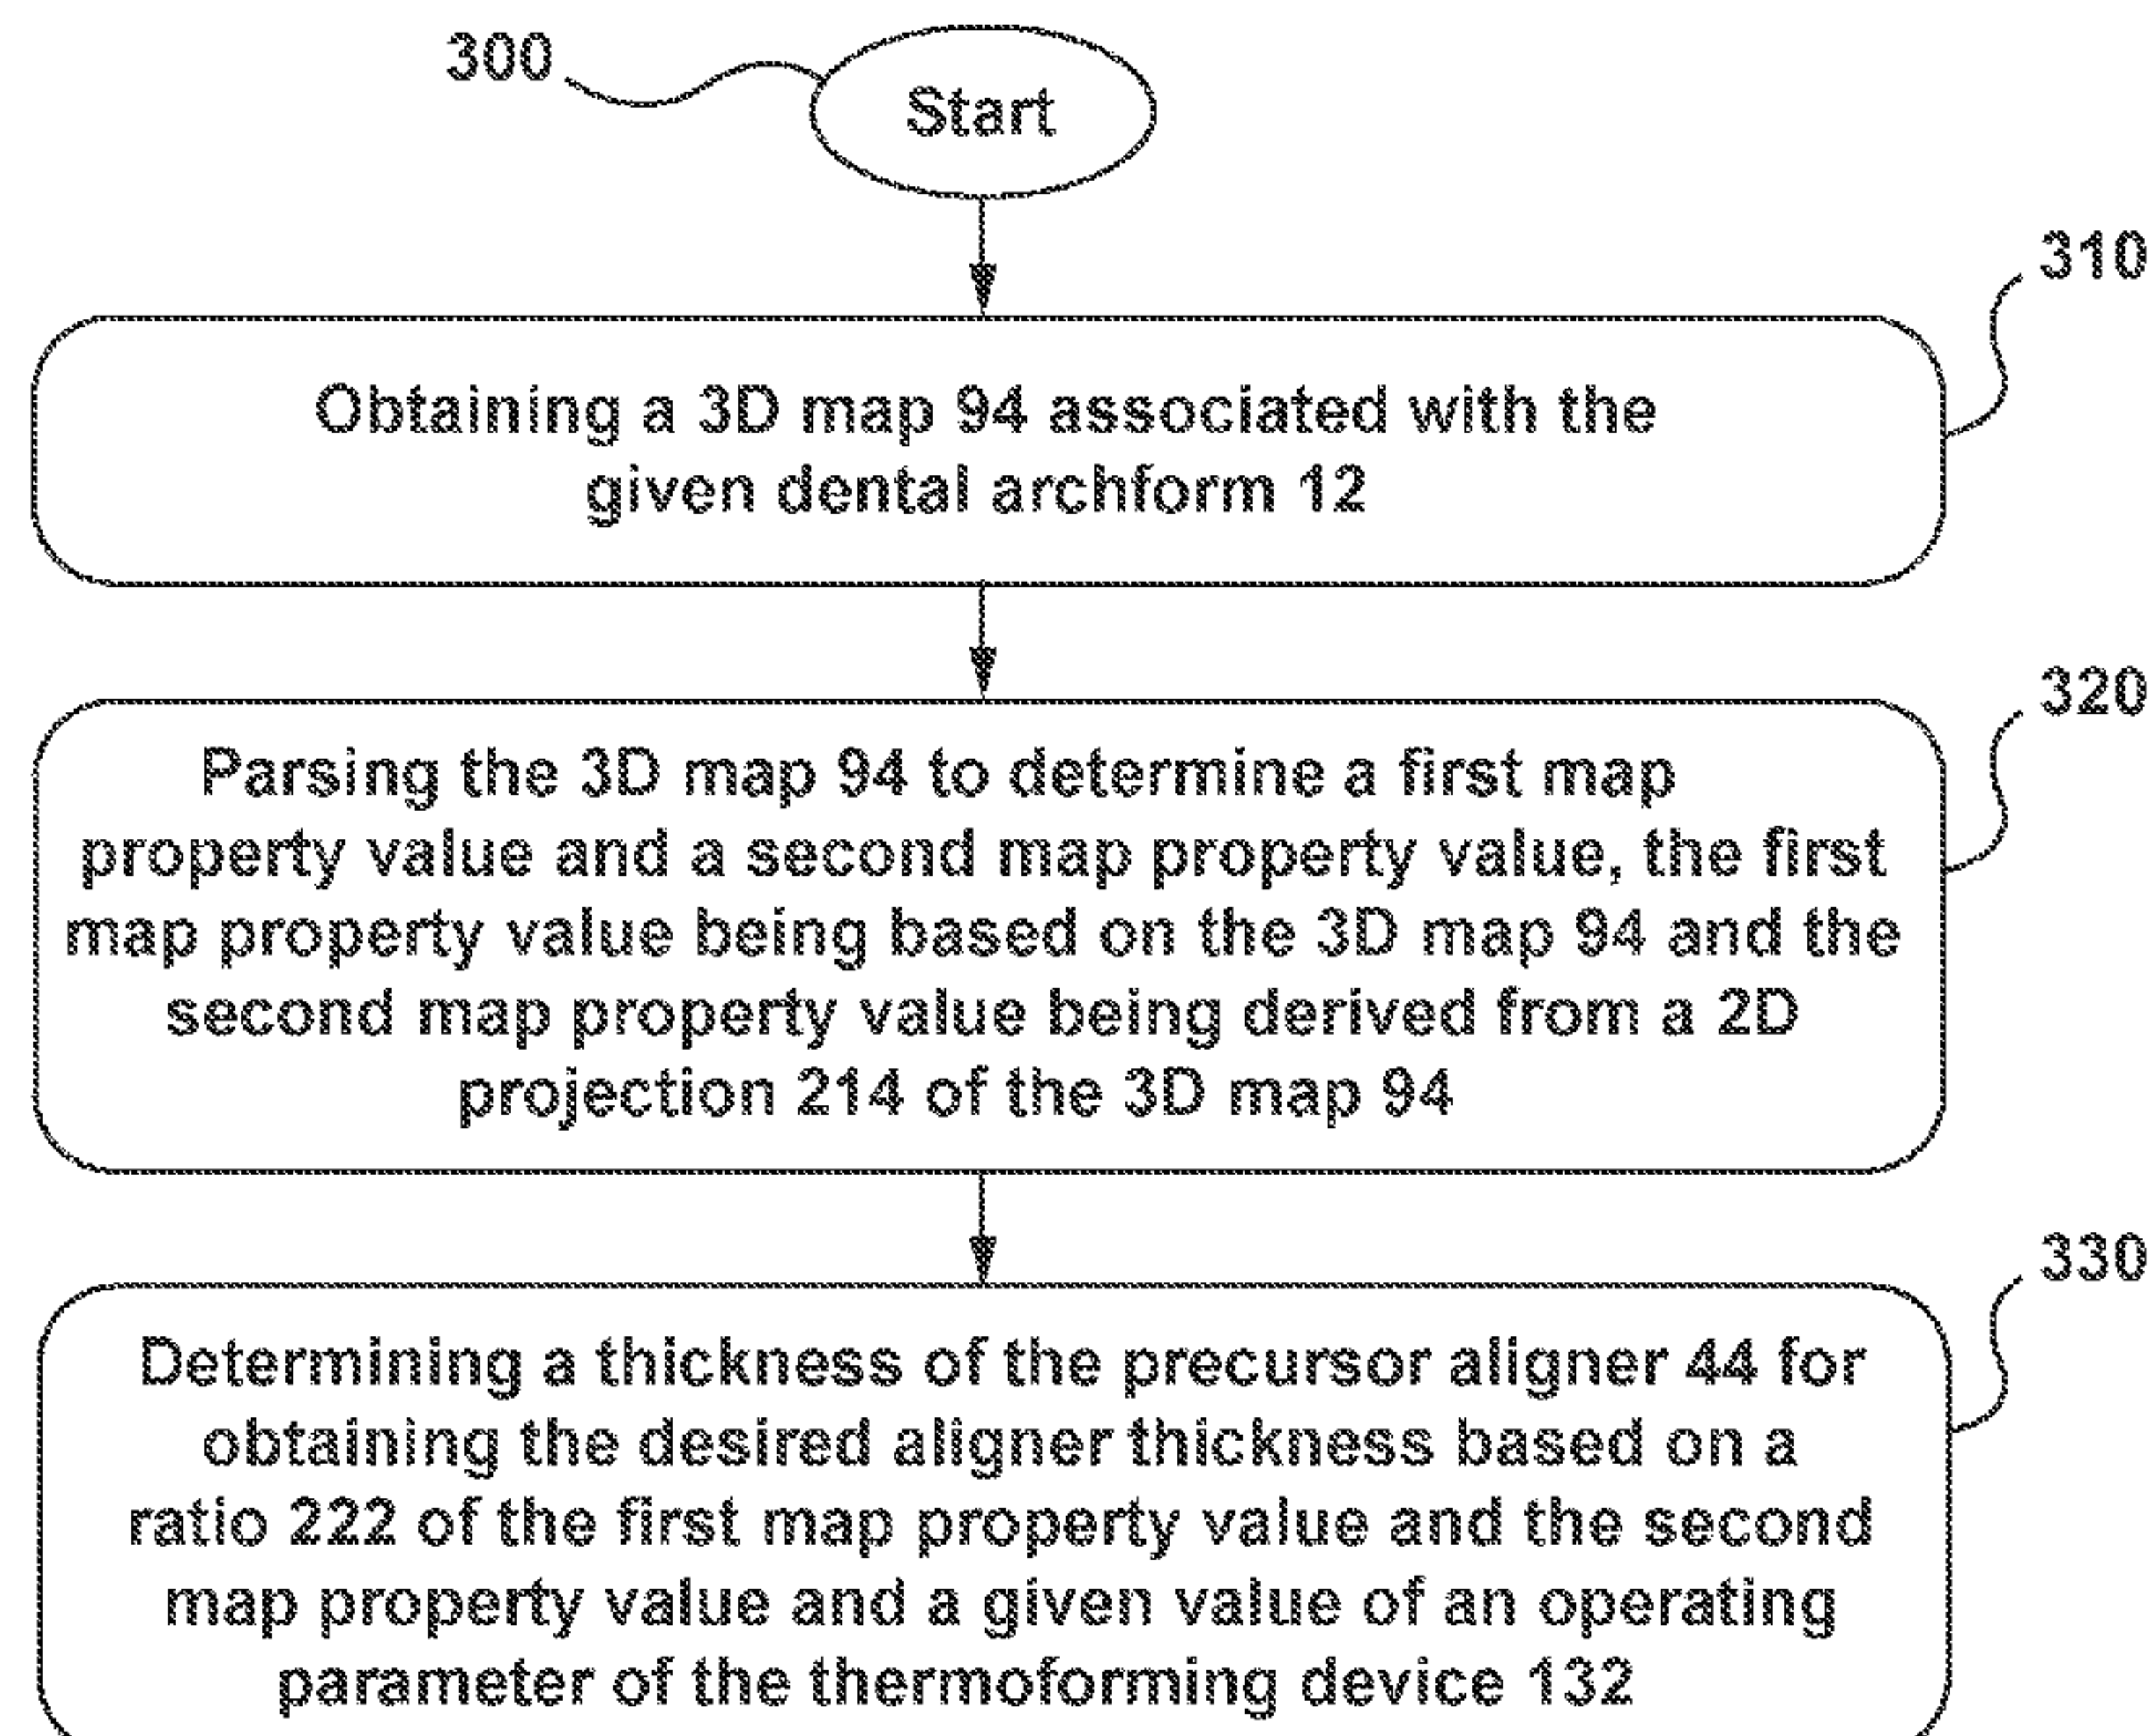 300
Start
310
Obtaining a 3D map 94 associated with the
given dental archform 12
320
Parsing the 3D map 94 to determine a first map
property value and a second map property value, the first
map property value being based on the 3D map 94 and the
second map property value being derived from a 2D
projection 214 of the 3D map 94
330
Determining a thickness of the precursor aligner 44 for
obtaining the desired aligner thickness based on a
ratio 222 of the first map property value and the second
map property value and a given value of an operating
parameter of the thermoforming device 132